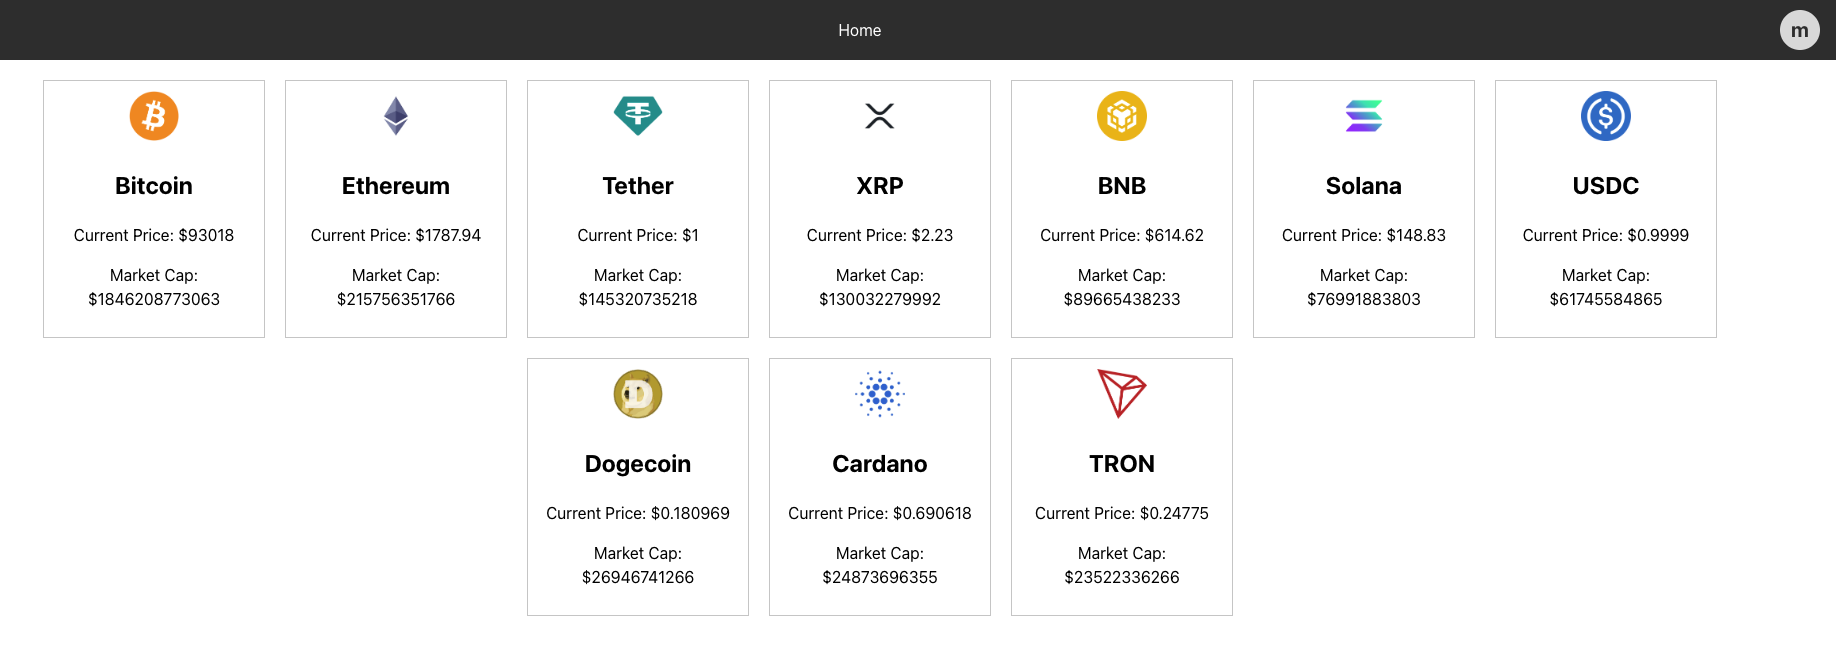 Home
m
Bitcoin
Current Price: $93018
Market Cap:
$1846208773063
Ethereum
Current Price: $1787.94
Market Cap:
$215756351766
Tether
Current Price: $1
Market Cap:
$145320735218
XRP
Current Price: $2.23
Market Cap:
$130032279992
BNB
Current Price: $614.62
Market Cap:
$89665438233
Solana
Current Price: $148.83
Market Cap:
$76991883803
USDC
Current Price: $0.9999
Market Cap:
$61745584865
Dogecoin
Current Price: $0.180969
Market Cap:
$26946741266
Cardano
Current Price: $0.690618
Market Cap:
$24873696355
TRON
Current Price: $0.24775
Market Cap:
$23522336266